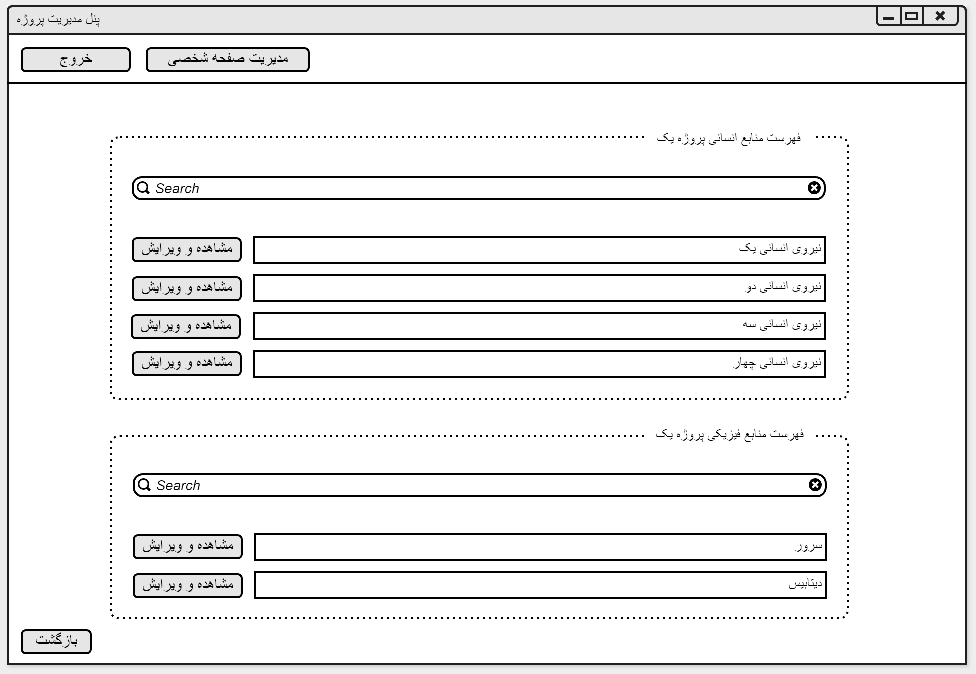 پنل مدیریت پروژه
مدیریت صفحه شخصی
خروج
فهرست منابع انسانی پروژه یک
Search
نیروی انسانی یک
مشاهده و ویرایش
نیروی انسانی دو
مشاهده و ویرایش
نیروی انسانی سه
مشاهده و ویرایش
نیروی انسانی چهار
مشاهده و ویرایش
فهرست منابع فیزیکی پروژه یک
Search
سرور
مشاهده و ویرایش
دیتابیس
مشاهده و ویرایش
بازگشت